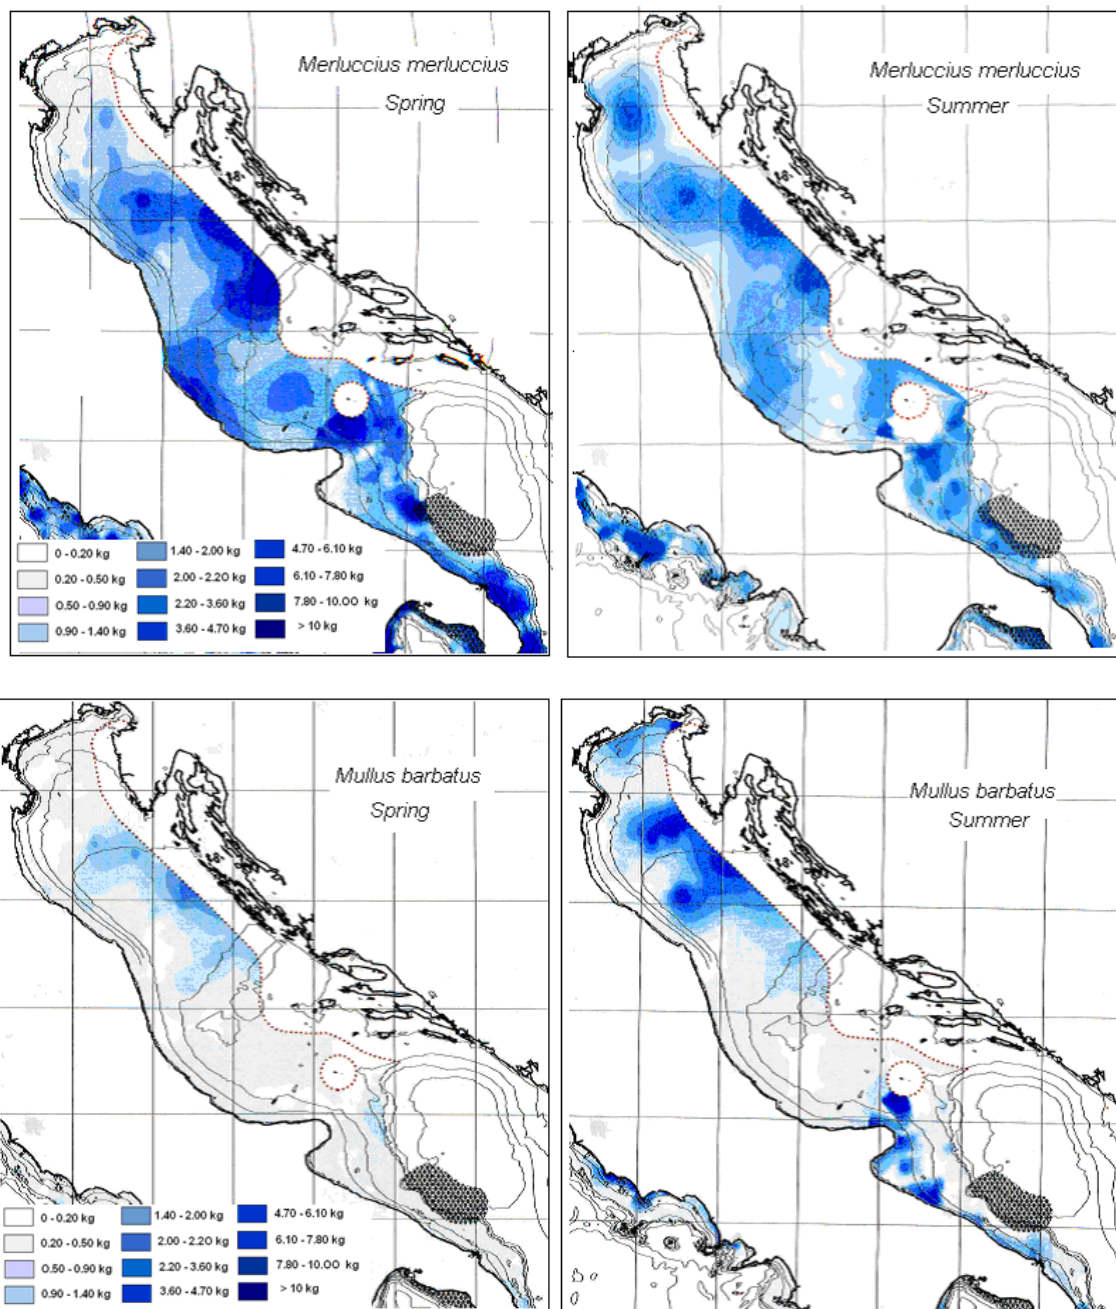 Merluccius merluccius
Spring
0 - 0.20 kg
0.20 - 0.50 kg
0.50 - 0.90 kg
0.90 - 1.40 kg
1.40 - 2.00 kg
2.00 - 2.20 kg
2.20 - 3.60 kg
3.60 - 4.70 kg
4.70 - 6.10 kg
6.10 - 7.80 kg
7.80 - 10.00 kg
> 10 kg
Merluccius merluccius
Summer
Mullus barbatus
Spring
0 - 0.20 kg
0.20 - 0.50 kg
0.50 - 0.90 kg
0.90 - 1.40 kg
1.40 - 2.00 kg
2.00 - 2.20 kg
2.20 - 3.60 kg
3.60 - 4.70 kg
4.70 - 6.10 kg
6.10 - 7.80 kg
7.80 - 10.00 kg
> 10 kg
Mullus barbatus
Summer